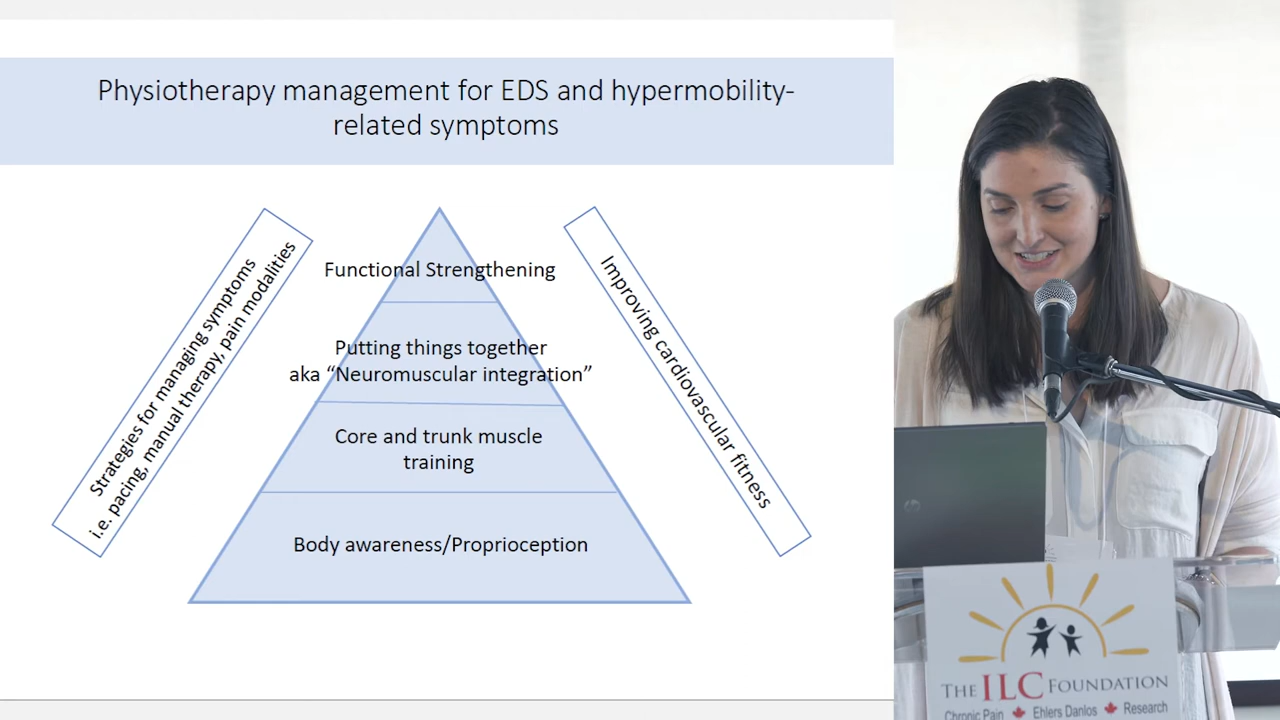 Physiotherapy management for EDS and hypermobility-
related symptoms
Strategies for managing symptoms
i.e. pacing, manual therapy, pain modalities
Functional Strengthening
Putting things together
aka “Neuromuscular integration”
Core and trunk muscle
training
Body awareness/Proprioception
Improving cardiovascular fitness
THE ILC FOUNDATION
Chronic Pain Ehlers Danlos Research